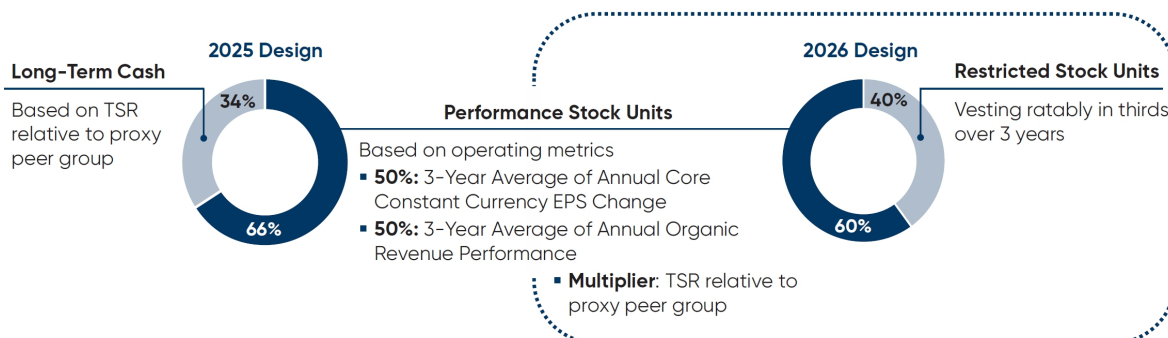 2025 Design
Long-Term Cash
Based on TSR
relative to proxy
peer group
34%
66%
Performance Stock Units
Based on operating metrics
▪ 50%: 3-Year Average of Annual Core
Constant Currency EPS Change
▪ 50%: 3-Year Average of Annual Organic
Revenue Performance
▪ Multiplier: TSR relative to
proxy peer group
2026 Design
40%
60%
Restricted Stock Units
Vesting ratably in thirds
over 3 years